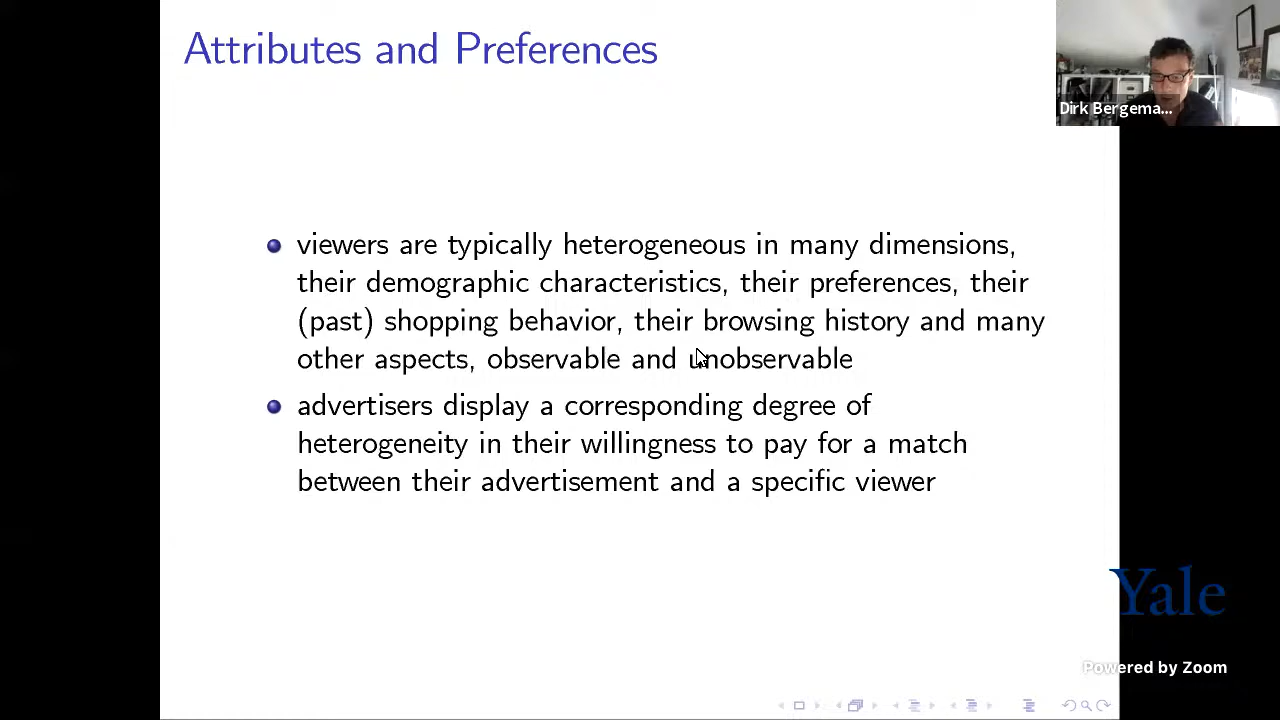 Attributes and Preferences
Dirk Bergema...
viewers are typically heterogeneous in many dimensions,
their demographic characteristics, their preferences, their
(past) shopping behavior, their browsing history and many
other aspects, observable and unobservable
advertisers display a corresponding degree of
heterogeneity in their willingness to pay for a match
between their advertisement and a specific viewer
Yale
Powered by Zoom